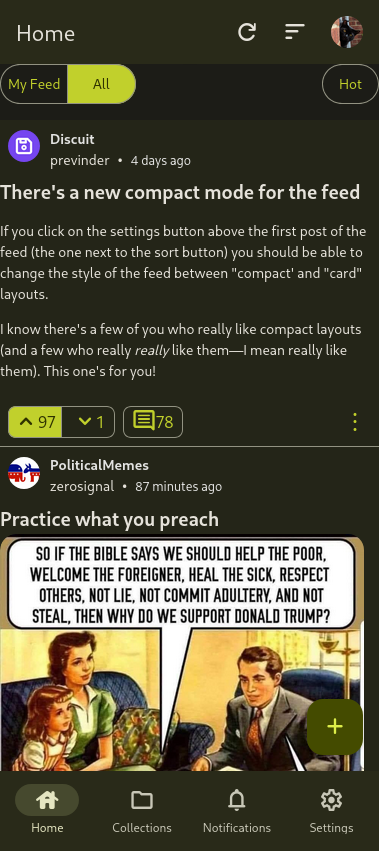 Home
My Feed
All
Hot
Discuit
previnder • 4 days ago
There's a new compact mode for the feed
If you click on the settings button above the first post of the
feed (the one next to the sort button) you should be able to
change the style of the feed between "compact' and "card"
layouts.
I know there's a few of you who really like compact layouts
(and a few who really really like them—I mean really like
them). This one's for you!
97
1
78
PoliticalMemes
zerosignal • 87 minutes ago
Practice what you preach
SO IF THE BIBLE SAYS WE SHOULD HELP THE POOR,
WELCOME THE FOREIGNER, HEAL THE SICK, RESPECT
OTHERS, NOT LIE, NOT COMMIT ADULTERY, AND NOT
STEAL, THEN WHY DO WE SUPPORT DONALD TRUMP?
Home
Collections
Notifications
Settings